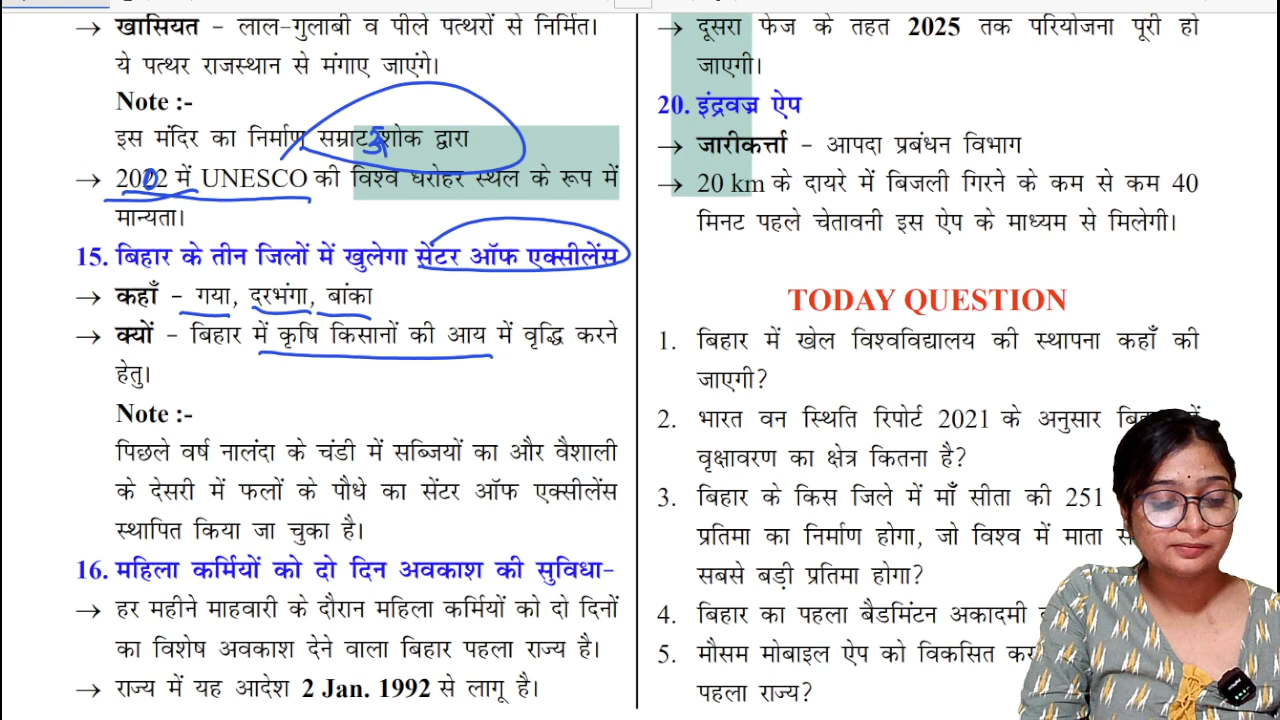 → खासियत - लाल-गुलाबी व पीले पत्थरों से निर्मित।
ये पत्थर राजस्थान से मंगाए जाएंगे।
Note :-
इस मंदिर का निर्माण सम्राट अशोक द्वारा
→ 2002 में UNESCO की विश्व धरोहर स्थल के रूप में
मान्यता।
15. बिहार के तीन जिलों में खुलेगा सेंटर ऑफ एक्सीलेंस
→ कहाँ - गया, दरभंगा, बांका
→ क्यों - बिहार में कृषि किसानों की आय में वृद्धि करने
हेतु।
Note :-
पिछले वर्ष नालंदा के चंडी में सब्जियों का और वैशाली
के देसरी में फलों के पौधे का सेंटर ऑफ एक्सीलेंस
स्थापित किया जा चुका है।
16. महिला कर्मियों को दो दिन अवकाश की सुविधा-
→ हर महीने माहवारी के दौरान महिला कर्मियों को दो दिनों
का विशेष अवकाश देने वाला बिहार पहला राज्य है।
→ राज्य में यह आदेश 2 Jan. 1992 से लागू है।
→ दूसरा फेज के तहत 2025 तक परियोजना पूरी हो
जाएगी।
20. इंद्रवज्र ऐप
→ जारीकर्त्ता - आपदा प्रबंधन विभाग
→ 20 km के दायरे में बिजली गिरने के कम से कम 40
मिनट पहले चेतावनी इस ऐप के माध्यम से मिलेगी।
TODAY QUESTION
1. बिहार में खेल विश्वविद्यालय की स्थापना कहाँ की
जाएगी?
2. भारत वन स्थिति रिपोर्ट 2021 के अनुसार में
वृक्षावरण का क्षेत्र कितना है?
3. बिहार के किस जिले में माँ सीता की 251
प्रतिमा का निर्माण होगा, जो विश्व में माता
सबसे बड़ी प्रतिमा होगा?
4. बिहार का पहला बैडमिंटन अकादमी
5. मौसम मोबाइल ऐप को विकसित
पहला राज्य?